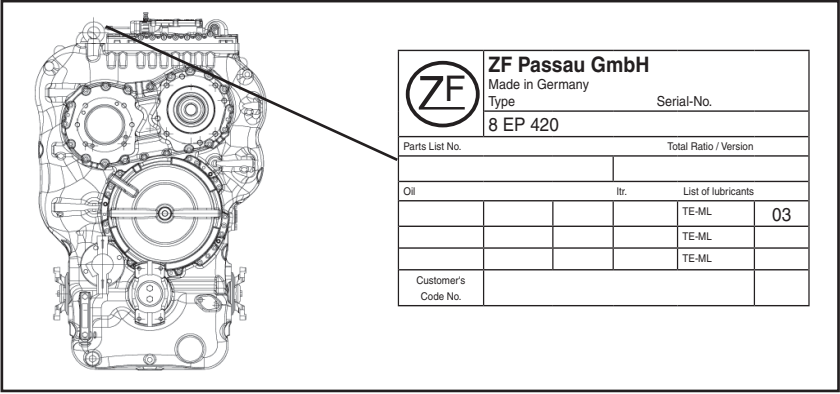 ZF
ZF Passau GmbH
Made in Germany
Type Serial-No.
8 EP 420
Parts List No. Total Ratio / Version
Oil ltr. List of lubricants
TE-ML 03
TE-ML
TE-ML
Customer's
Code No.